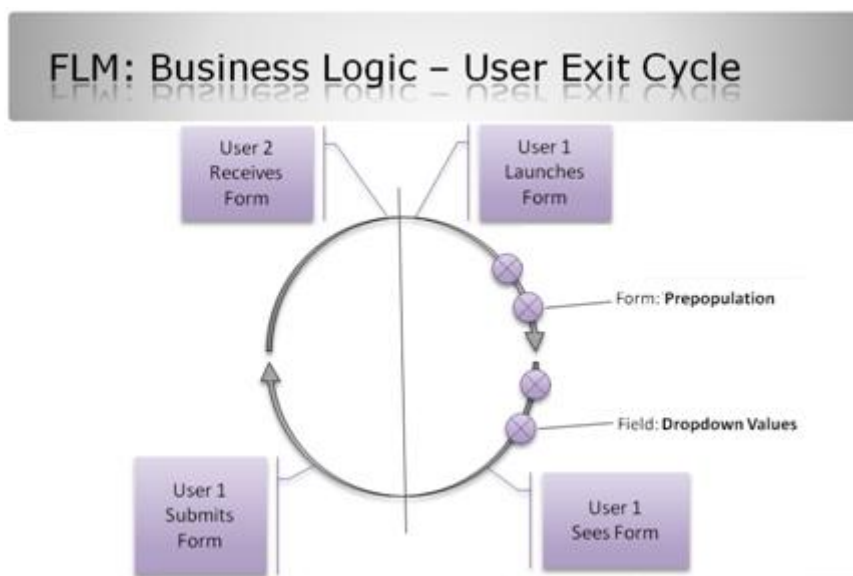 FLM: Business Logic – User Exit Cycle
User 2
Receives
Form
User 1
Launches
Form
Form: Prepopulation
Field: Dropdown Values
User 1
Submits
Form
User 1
Sees Form